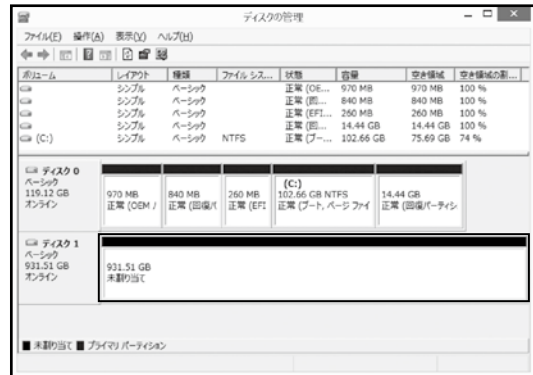 ディスクの管理
ファイル(F) 操作(A) 表示(V) ヘルプ(H)
ボリューム レイアウト 種類 ファイル シス... 状態 容量 空き領域 空き領域の割...
シンプル ベーシック 正常 (OE... 970 MB 970 MB 100 %
シンプル ベーシック 正常 (回... 840 MB 840 MB 100 %
シンプル ベーシック 正常 (EFI... 260 MB 260 MB 100 %
シンプル ベーシック 正常 (回... 14.44 GB 14.44 GB 100 %
(C:) シンプル ベーシック NTFS 正常 (ブー... 102.66 GB 75.69 GB 74 %
ディスク 0
ベーシック
119.12 GB
オンライン
970 MB
正常 (OEM /
840 MB
正常 (回復パ
260 MB
正常 (EFI
(C:)
102.66 GB NTFS
正常 (ブート, ページ ファイ
14.44 GB
正常 (回復パーティシ
ディスク 1
ベーシック
931.51 GB
オンライン
931.51 GB
未割り当て
未割り当て プライマリ パーティション